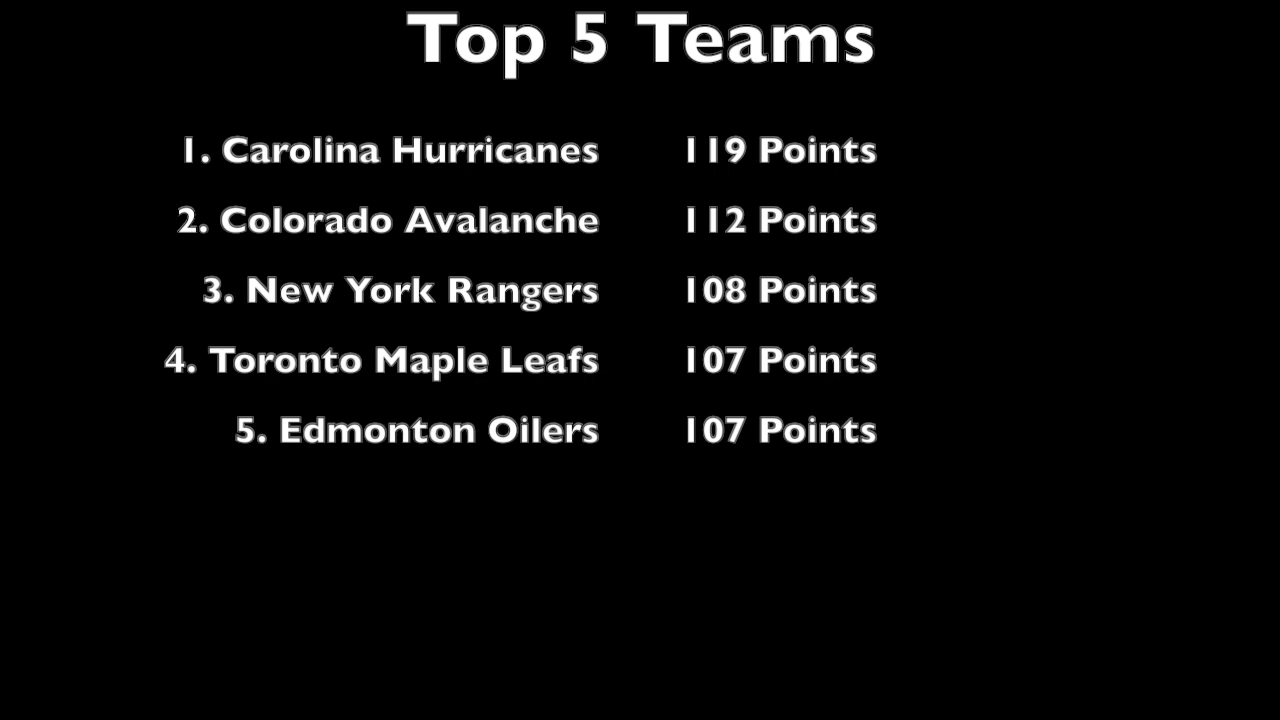 Top 5 Teams
1. Carolina Hurricanes 119 Points
2. Colorado Avalanche 112 Points
3. New York Rangers 108 Points
4. Toronto Maple Leafs 107 Points
5. Edmonton Oilers 107 Points